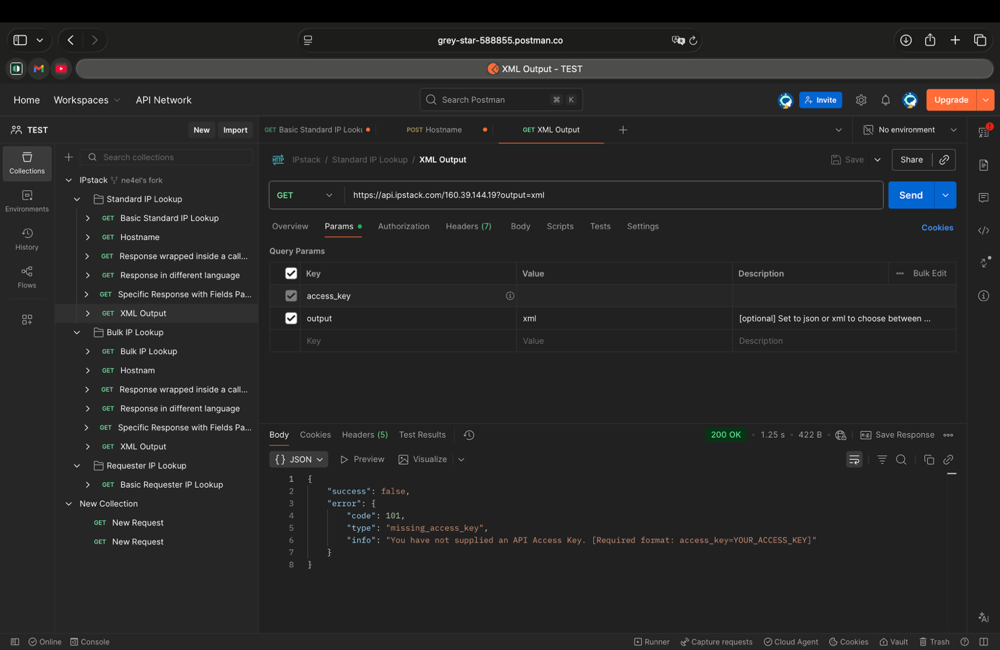 grey-star-588855.postman.co
XML Output - TEST
Home Workspaces API Network
Search Postman ⌘ K
Invite
Upgrade
TEST
New Import
GET Basic Standard IP Looku
POST Hostname
GET XML Output
No environment
Collections
Environments
History
Flows
Search collections
IPstack ne4el's fork
Standard IP Lookup
GET Basic Standard IP Lookup
GET Hostname
GET Response wrapped inside a call...
GET Response in different language
GET Specific Response with Fields Pa...
GET XML Output
Bulk IP Lookup
GET Bulk IP Lookup
GET Hostnam
GET Response wrapped inside a call...
GET Response in different language
GET Specific Response with Fields Pa...
GET XML Output
Requester IP Lookup
GET Basic Requester IP Lookup
New Collection
GET New Request
GET New Request
HTTP IPstack / Standard IP Lookup / XML Output
Save Share
GET https://api.ipstack.com/160.39.144.19?output=xml
Send
Overview Params Authorization Headers (7) Body Scripts Tests Settings
Cookies
Query Params
Key Value Description ••• Bulk Edit
access_key
output xml [optional] Set to json or xml to choose between ...
Key Value Description
Body Cookies Headers (5) Test Results
200 OK • 1.25 s • 422 B
e.g. Save Response
{} JSON Preview Visualize
1 {
2 "success": false,
3 "error": {
4 "code": 101,
5 "type": "missing_access_key",
6 "info": "You have not supplied an API Access Key. [Required format: access_key=YOUR_ACCESS_KEY]"
7 }
8 }
AI
Online Console
Runner Capture requests Cloud Agent Cookies Vault Trash